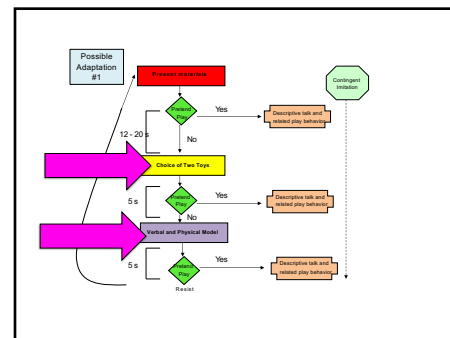 Possible
Adaptation
#1
Present materials
Contingent
Imitation
Pretend
Play
Yes
Descriptive talk and
related play behavior
12 - 20 s
No
Choice of Two Toys
5 s
Pretend
Play
Yes
Descriptive talk and
related play behavior
No
Verbal and Physical Model
5 s
Pretend
Play
Yes
Descriptive talk and
related play behavior
Resist